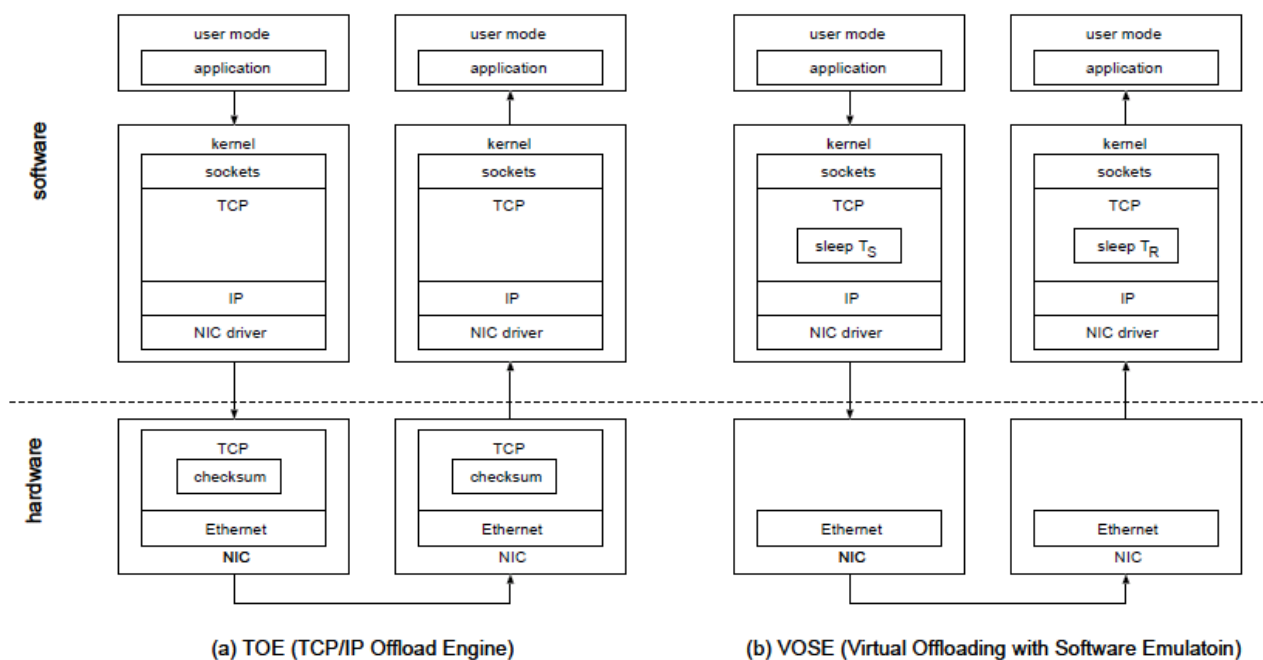 software
user mode
application
kernel
sockets
TCP
IP
NIC driver
user mode
application
kernel
sockets
TCP
IP
NIC driver
user mode
application
kernel
sockets
TCP
sleep T_S
IP
NIC driver
user mode
application
kernel
sockets
TCP
sleep T_R
IP
NIC driver
hardware
TCP
checksum
Ethernet
NIC
TCP
checksum
Ethernet
NIC
Ethernet
NIC
Ethernet
NIC
(a) TOE (TCP/IP Offload Engine)
(b) VOSE (Virtual Offloading with Software Emulatoin)